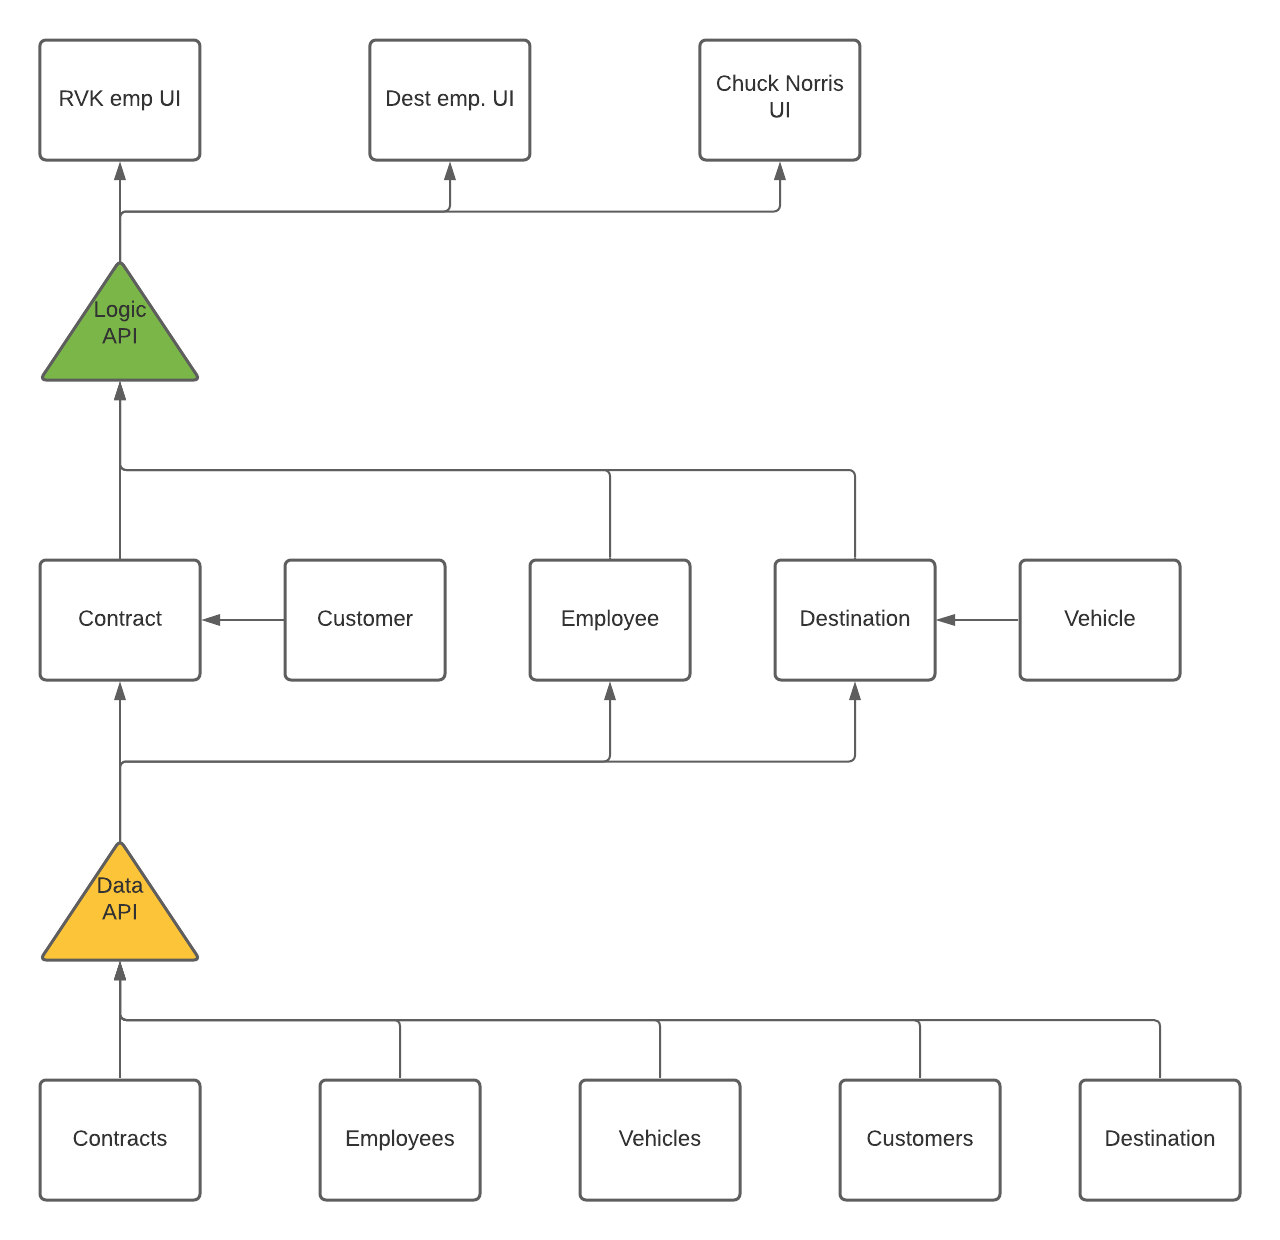 RVK emp UI
Dest emp. UI
Chuck Norris
UI
Logic
API
Contract
Customer
Employee
Destination
Vehicle
Data
API
Contracts
Employees
Vehicles
Customers
Destination